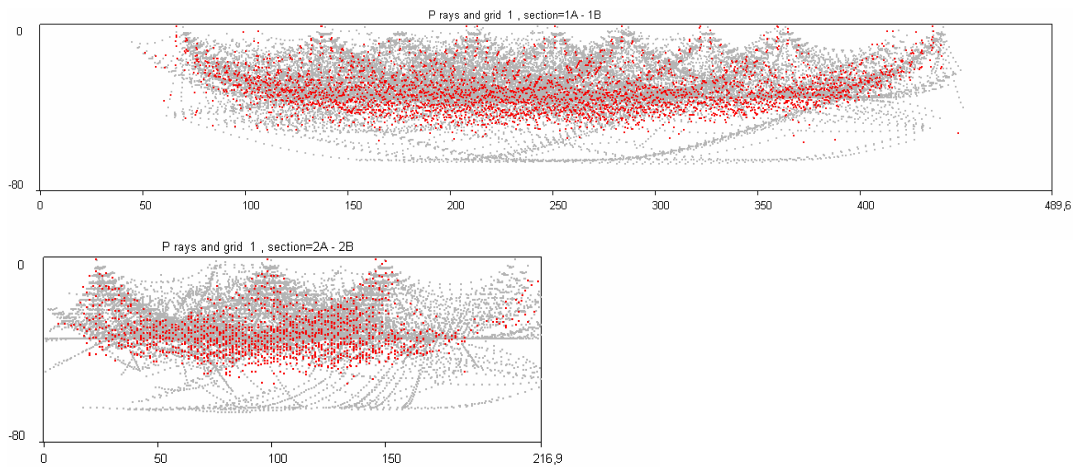 P rays and grid 1 , section=1A - 1B
0
-80
0 50 100 150 200 250 300 350 400 489,6
P rays and grid 1 , section=2A - 2B
0
-80
0 50 100 150 216,9